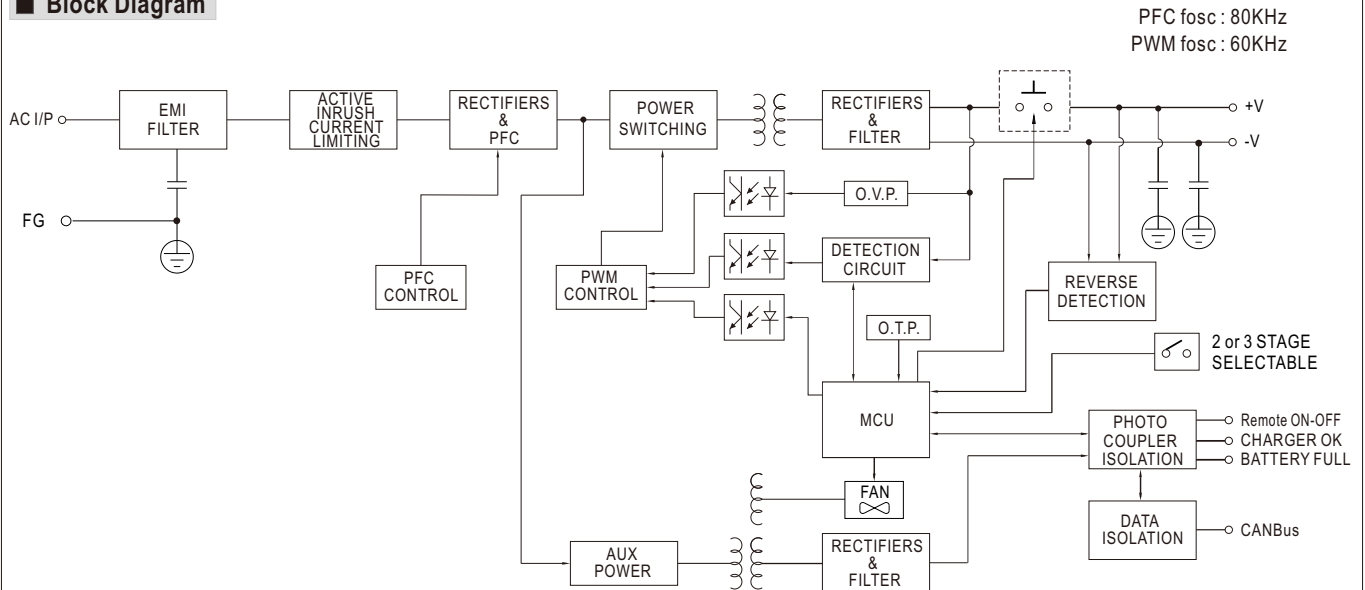 ■ Block Diagram
PFC fosc : 80KHz
PWM fosc : 60KHz
AC I/P
EMI
FILTER
ACTIVE
INRUSH
CURRENT
LIMITING
RECTIFIERS
&
PFC
POWER
SWITCHING
RECTIFIERS
&
FILTER
+V
-V
FG
O.V.P.
PFC
CONTROL
PWM
CONTROL
DETECTION
CIRCUIT
REVERSE
DETECTION
O.T.P.
2 or 3 STAGE
SELECTABLE
MCU
PHOTO
COUPLER
ISOLATION
Remote ON-OFF
CHARGER OK
BATTERY FULL
FAN
DATA
ISOLATION
CANBus
AUX
POWER
RECTIFIERS
&
FILTER